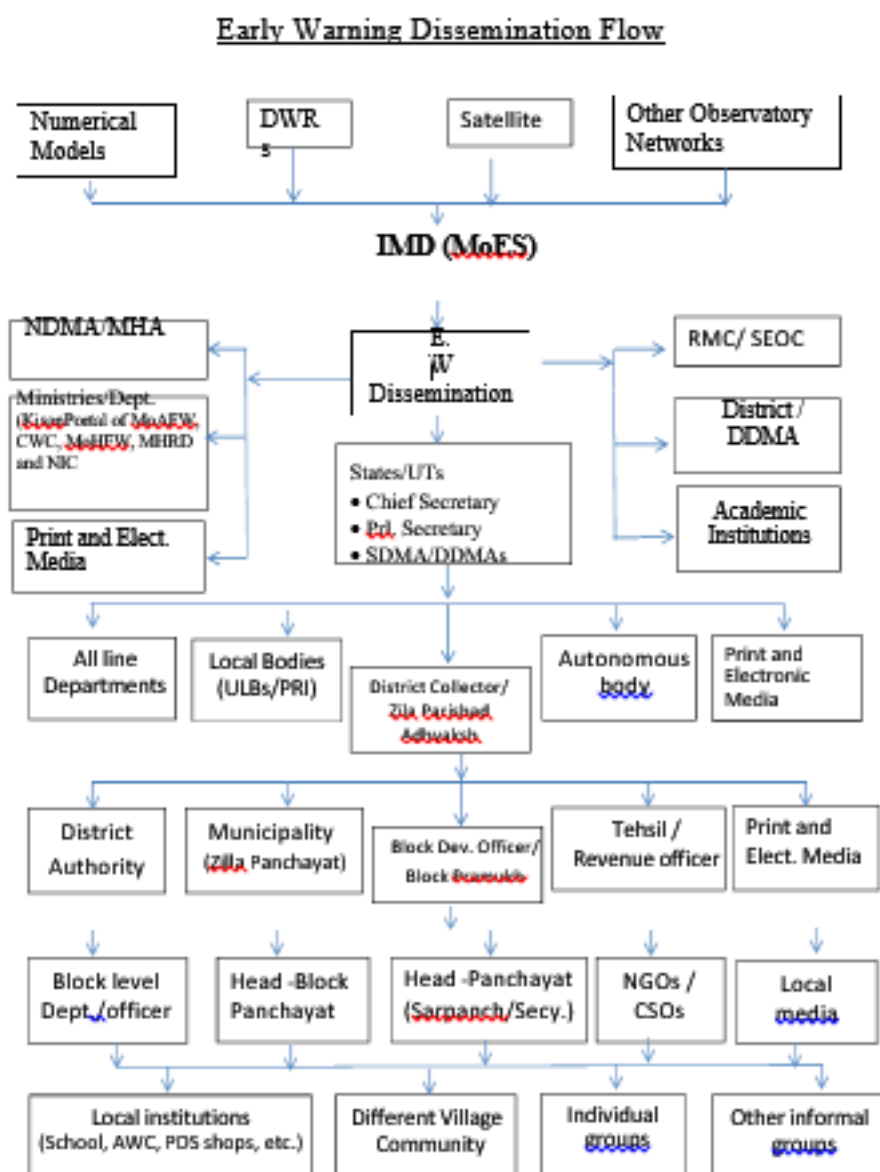 Early Warning Dissemination Flow
Numerical
Models
DWR
s
Satellite
Other Observatory
Networks
IMD (MoES)
NDMA/MHA
E.
W
Dissemination
RMC/ SEOC
Ministries/Dept.
(KisanPortal of MoAFW,
CWC, MoHFW, MHRD
and NIC
District /
DDMA
States/UTs
• Chief Secretary
• Prl. Secretary
• SDMA/DDMAs
Print and Elect.
Media
Academic
Institutions
All line
Departments
Local Bodies
(ULBs/PRI)
District Collector/
Zila Parishad
Adhyaksh
Autonomous
body
Print and
Electronic
Media
District
Authority
Municipality
(Zilla Panchayat)
Block Dev. Officer/
Block Pramukh
Tehsil /
Revenue officer
Print and
Elect. Media
Block level
Dept./officer
Head -Block
Panchayat
Head -Panchayat
(Sarpanch/Secy.)
NGOs /
CSOs
Local
media
Local institutions
(School, AWC, PDS shops, etc.)
Different Village
Community
Individual
groups
Other informal
groups